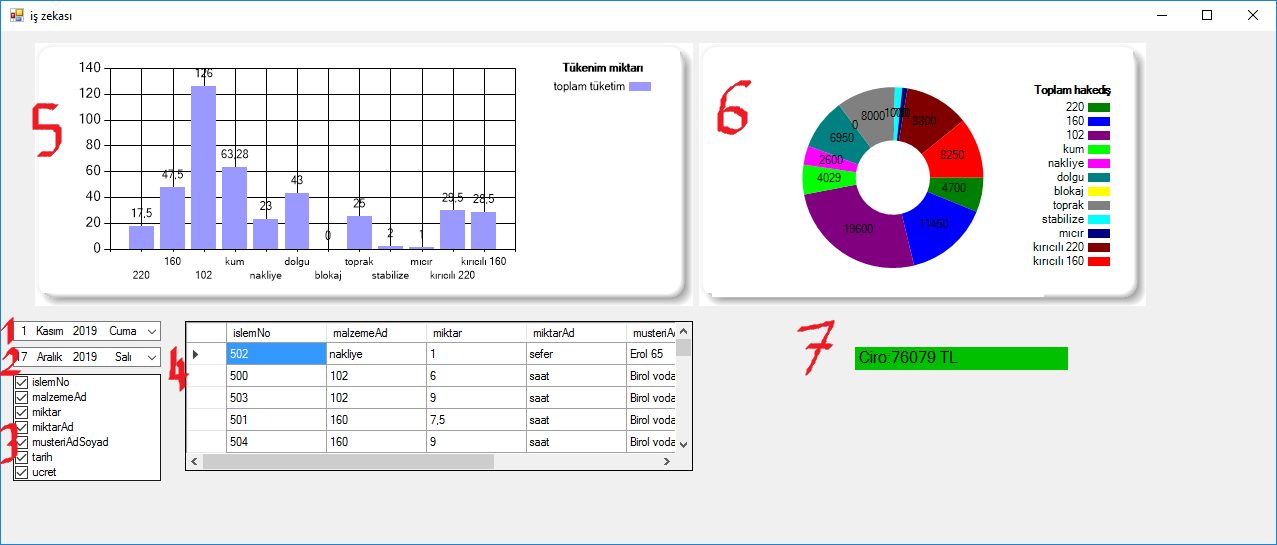 iş zekası
5
140
120
100
80
60
40
20
0
17,5
47,5
126
63,28
23
43
0
25
2
1
29,5
28,5
160 kum dolgu toprak mıcır kırıcılı 160
220 102 nakliye blokaj stabilize kırıcılı 220
Tükenim miktarı
toplam tüketim
6
8000
8800
8250
4700
11450
19600
4029
2600
6950
0
Toplam hakediş
220
160
102
kum
nakliye
dolgu
blokaj
toprak
stabilize
mıcır
kırıcılı 220
kırıcılı 160
1
1 Kasım 2019 Cuma
2
17 Aralık 2019 Salı
3
islemNo
malzemeAd
miktar
miktarAd
musteriAdSoyad
tarih
ucret
4
islemNo malzemeAd miktar miktarAd musteriA
502 nakliye 1 sefer Erol 65
500 102 6 saat Birol voda
503 102 9 saat Birol voda
501 160 7,5 saat Birol voda
504 160 9 saat Birol voda
7
Ciro:76079 TL